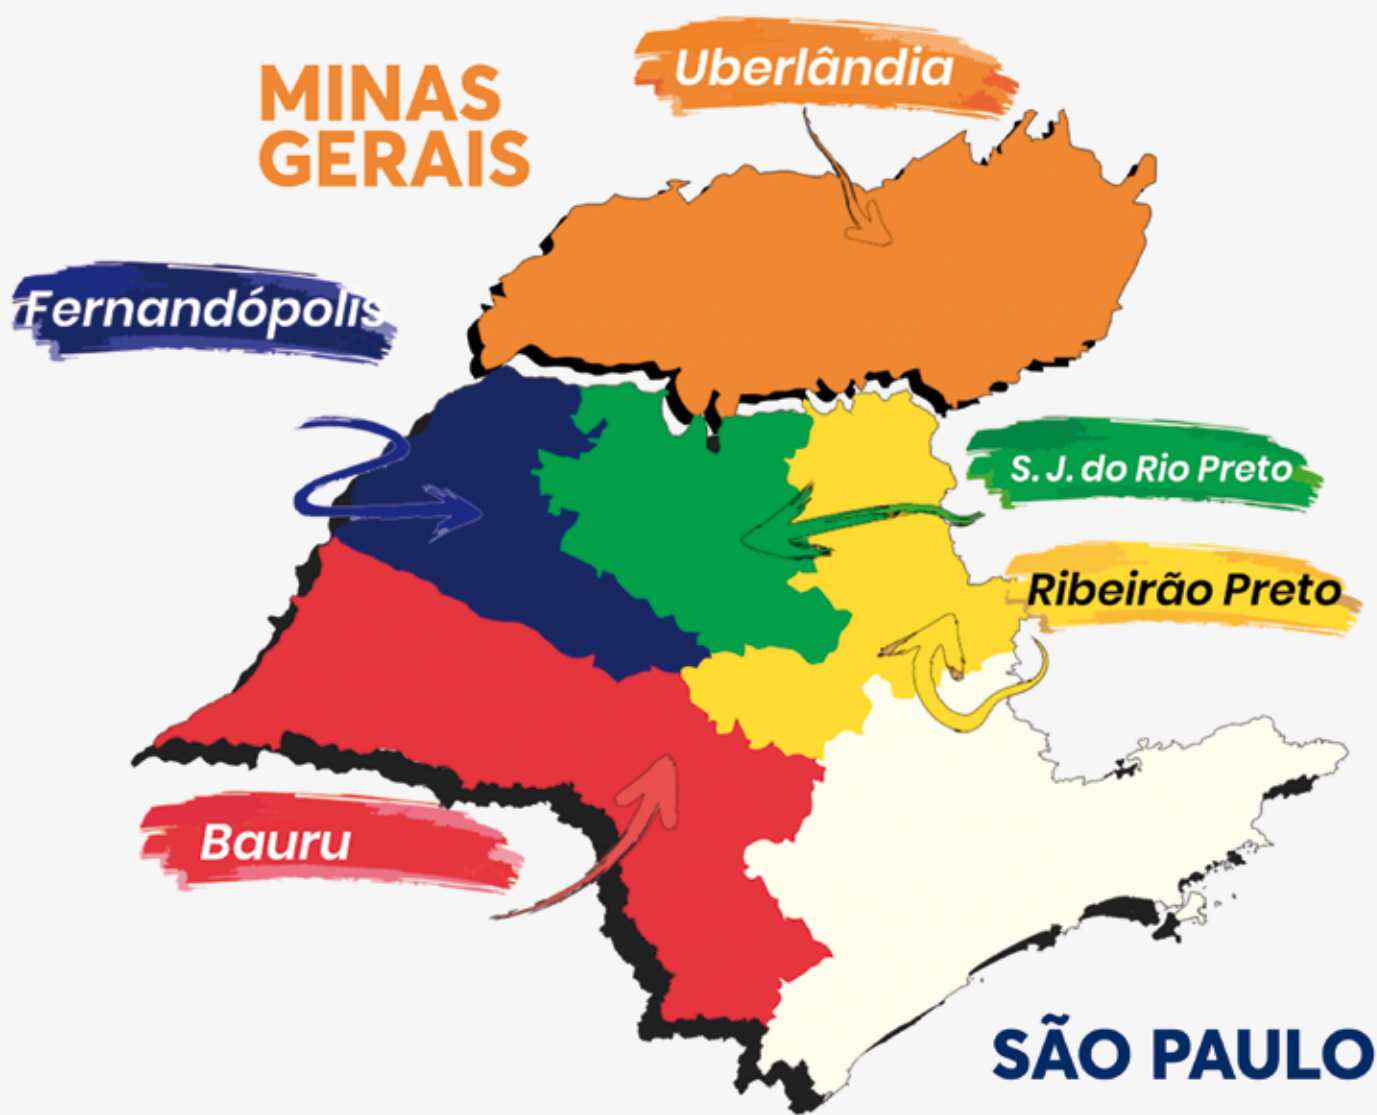 Uberlândia
MINAS
GERAIS
Fernandópolis
S. J. do Rio Preto
Ribeirão Preto
Bauru
SÃO PAULO